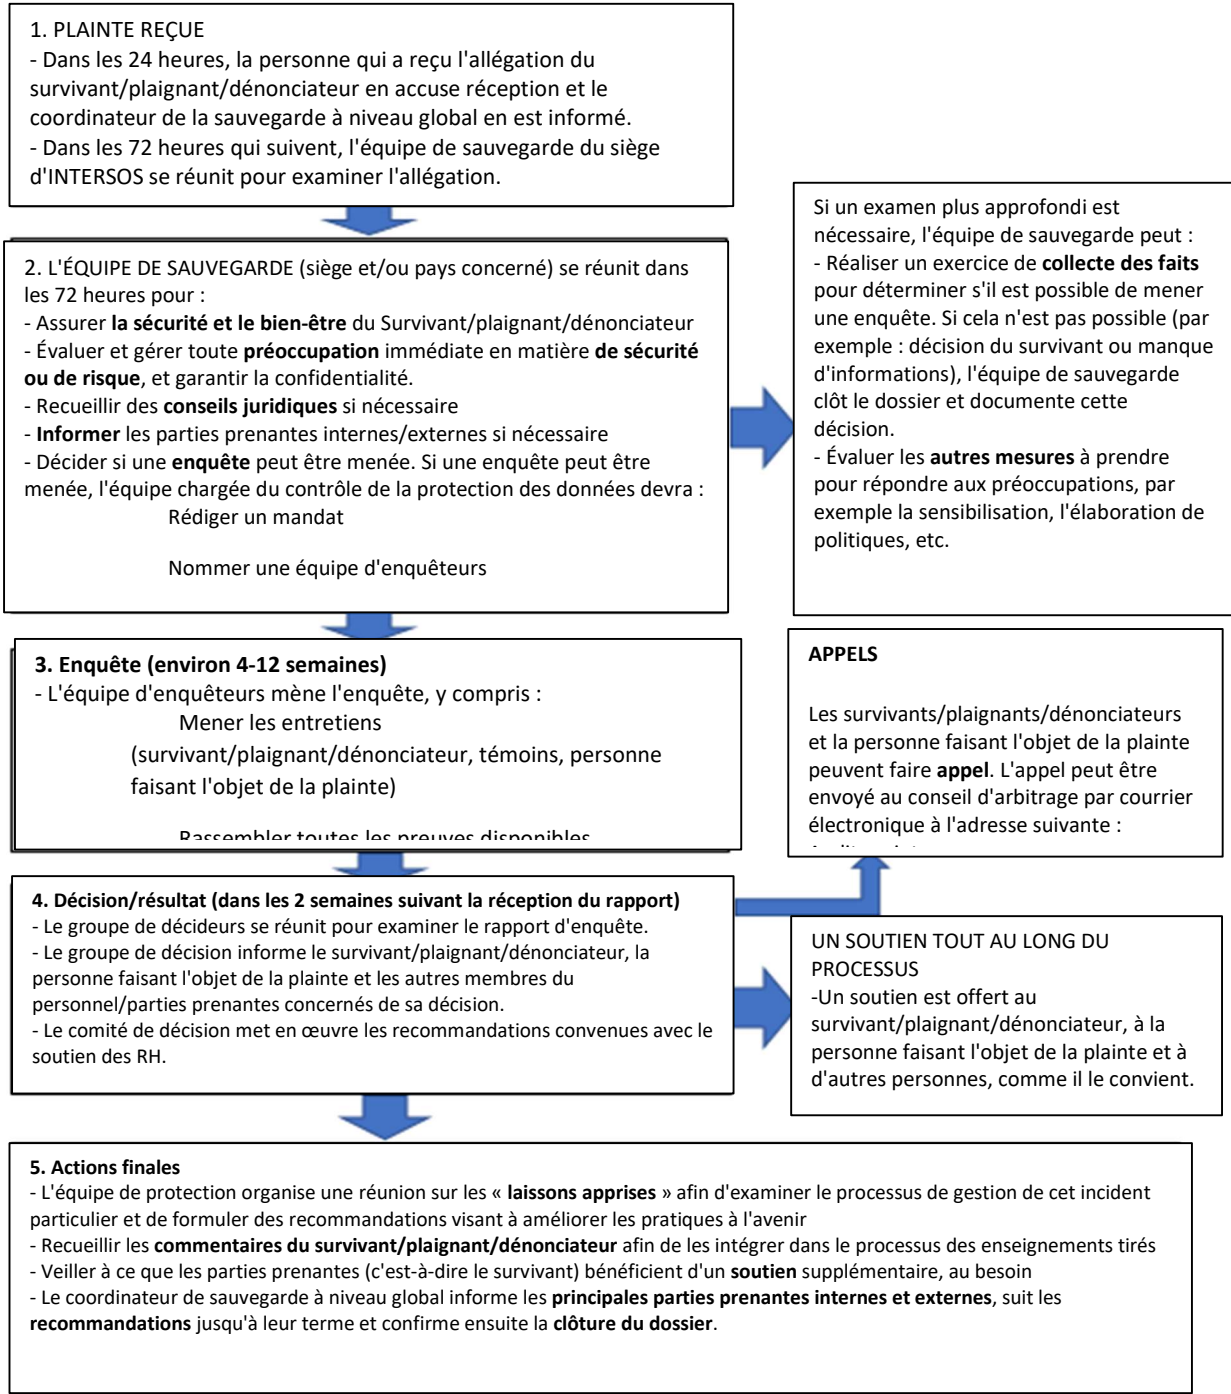 1. PLAINTE REÇUE
- Dans les 24 heures, la personne qui a reçu l'allégation du
survivant/plaignant/dénonciateur en accuse réception et le
coordinateur de la sauvegarde à niveau global en est informé.
- Dans les 72 heures qui suivent, l'équipe de sauvegarde du siège
d'INTERSOS se réunit pour examiner l'allégation.
2. L'ÉQUIPE DE SAUVEGARDE (siège et/ou pays concerné) se réunit dans
les 72 heures pour :
- Assurer la sécurité et le bien-être du Survivant/plaignant/dénonciateur
- Évaluer et gérer toute préoccupation immédiate en matière de sécurité
ou de risque, et garantir la confidentialité.
- Recueillir des conseils juridiques si nécessaire
- Informer les parties prenantes internes/externes si nécessaire
- Décider si une enquête peut être menée. Si une enquête peut être
menée, l'équipe chargée du contrôle de la protection des données devra :
Rédiger un mandat
Nommer une équipe d'enquêteurs
Si un examen plus approfondi est
nécessaire, l'équipe de sauvegarde peut :
- Réaliser un exercice de collecte des faits
pour déterminer s'il est possible de mener
une enquête. Si cela n'est pas possible (par
exemple : décision du survivant ou manque
d'informations), l'équipe de sauvegarde
clôt le dossier et documente cette
décision.
- Évaluer les autres mesures à prendre
pour répondre aux préoccupations, par
exemple la sensibilisation, l'élaboration de
politiques, etc.
3. Enquête (environ 4-12 semaines)
- L'équipe d'enquêteurs mène l'enquête, y compris :
Mener les entretiens
(survivant/plaignant/dénonciateur, témoins, personne
faisant l'objet de la plainte)
Rassembler toutes les preuves disponibles
APPELS
Les survivants/plaignants/dénonciateurs
et la personne faisant l'objet de la plainte
peuvent faire appel. L'appel peut être
envoyé au conseil d'arbitrage par courrier
électronique à l'adresse suivante :
4. Décision/résultat (dans les 2 semaines suivant la réception du rapport)
- Le groupe de décideurs se réunit pour examiner le rapport d'enquête.
- Le groupe de décision informe le survivant/plaignant/dénonciateur, la
personne faisant l'objet de la plainte et les autres membres du
personnel/parties prenantes concernés de sa décision.
- Le comité de décision met en œuvre les recommandations convenues avec le
soutien des RH.
UN SOUTIEN TOUT AU LONG DU
PROCESSUS
-Un soutien est offert au
survivant/plaignant/dénonciateur, à la
personne faisant l'objet de la plainte et à
d'autres personnes, comme il le convient.
5. Actions finales
- L'équipe de protection organise une réunion sur les « laissons apprises » afin d'examiner le processus de gestion de cet incident
particulier et de formuler des recommandations visant à améliorer les pratiques à l'avenir
- Recueillir les commentaires du survivant/plaignant/dénonciateur afin de les intégrer dans le processus des enseignements tirés
- Veiller à ce que les parties prenantes (c'est-à-dire le survivant) bénéficient d'un soutien supplémentaire, au besoin
- Le coordinateur de sauvegarde à niveau global informe les principales parties prenantes internes et externes, suit les
recommandations jusqu'à leur terme et confirme ensuite la clôture du dossier.